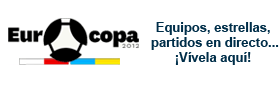 Eurocopa
2012
Equipos, estrellas,
partidos en directo...
¡Vívela aquí!